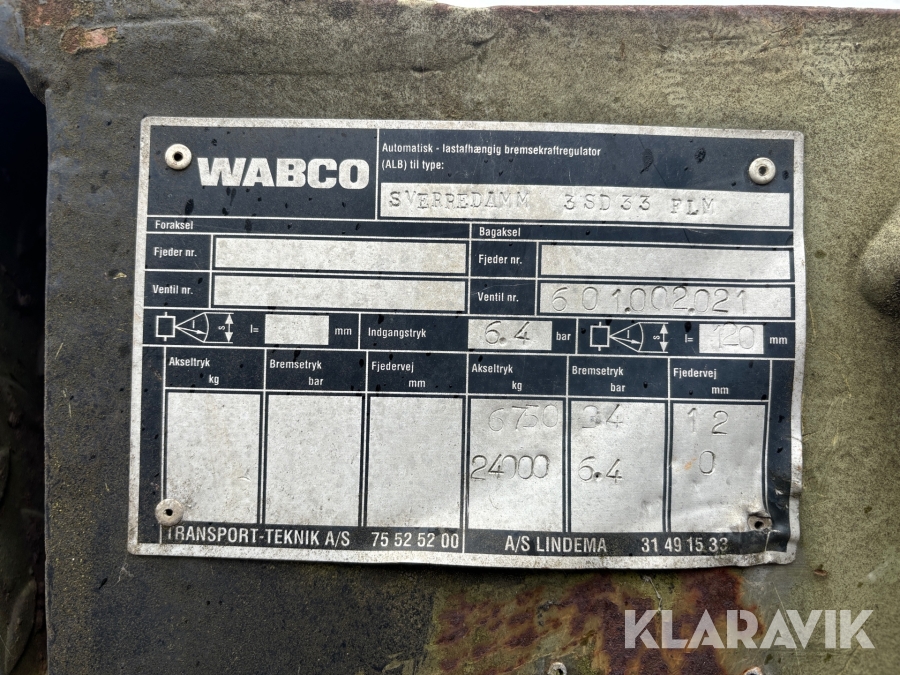 WABCO
Automatisk - lastafhængig bremsekraftregulator
(ALB) til type:
SVERREDAMM 3SD33 FLM
Foraksel
Bagaksel
Fjeder nr.
Fjeder nr.
Ventil nr.
Ventil nr. 601.002.021
l= mm Indgangstryk 6.4 bar l= 120 mm
Akseltryk Bremsetryk Fjedervej Akseltryk Bremsetryk Fjedervej
kg bar mm kg bar mm
6750 2.4 12
24000 6.4 0
TRANSPORT-TEKNIK A/S 75 52 52 00 A/S LINDEMA 31 49 15 33
KLARAVIK